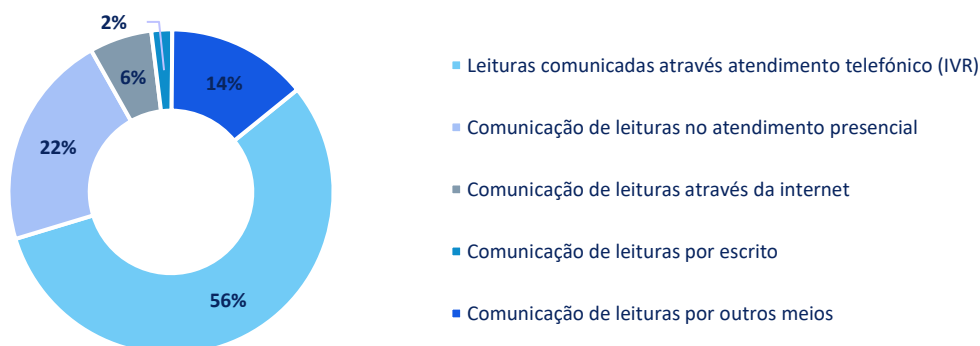 2%
6%
14%
22%
56%
Leituras comunicadas através atendimento telefónico (IVR)
Comunicação de leituras no atendimento presencial
Comunicação de leituras através da internet
Comunicação de leituras por escrito
Comunicação de leituras por outros meios